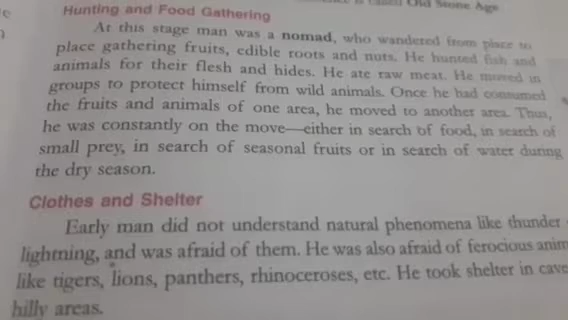 is called Old Stone Age
Hunting and Food Gathering
At this stage man was a nomad, who wandered from place to
place gathering fruits, edible roots and nuts. He hunted fish and
animals for their flesh and hides. He ate raw meat. He moved in
groups to protect himself from wild animals. Once he had consumed
the fruits and animals of one area, he moved to another area. Thus,
he was constantly on the move—either in search of food, in search of
small prey, in search of seasonal fruits or in search of water during
the dry season.
Clothes and Shelter
Early man did not understand natural phenomena like thunder
lightning, and was afraid of them. He was also afraid of ferocious anim
like tigers, lions, panthers, rhinoceroses, etc. He took shelter in cave
hilly areas.